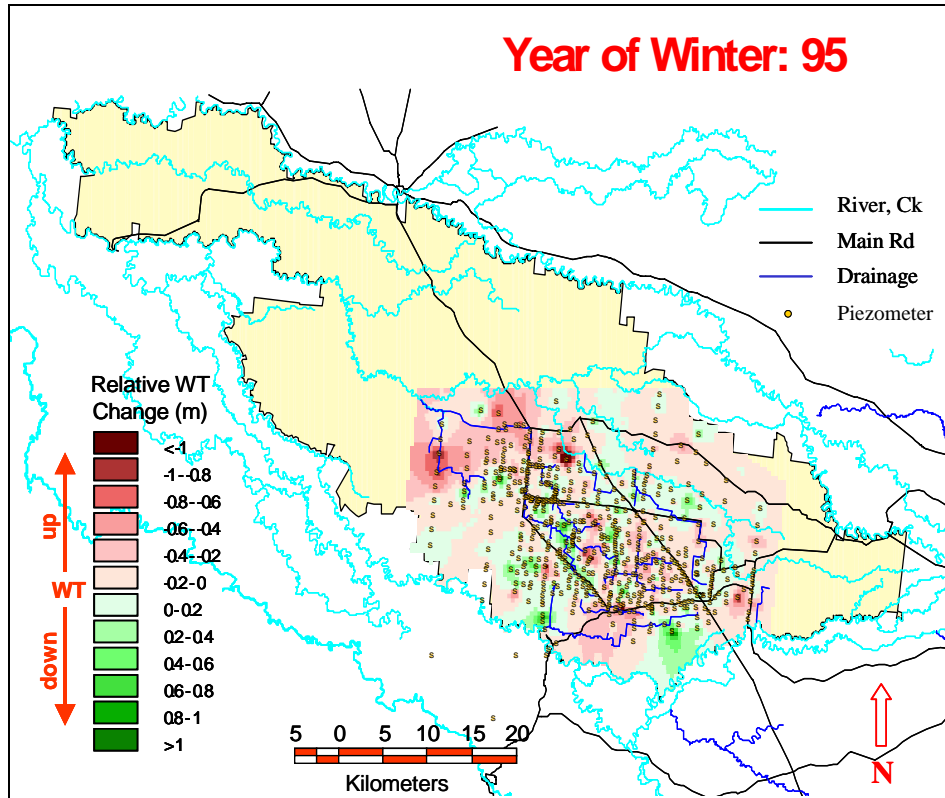 Year of Winter: 95
River, Ck
Main Rd
Drainage
Piezometer
Relative WT
Change (m)
<-1
-1 - -0.8
-0.8 - -0.6
-0.6 - -0.4
-0.4 - -0.2
-0.2 - 0
0 - 0.2
0.2 - 0.4
0.4 - 0.6
0.6 - 0.8
0.8 - 1
>1
up
WT
down
5 0 5 10 15 20
Kilometers
N